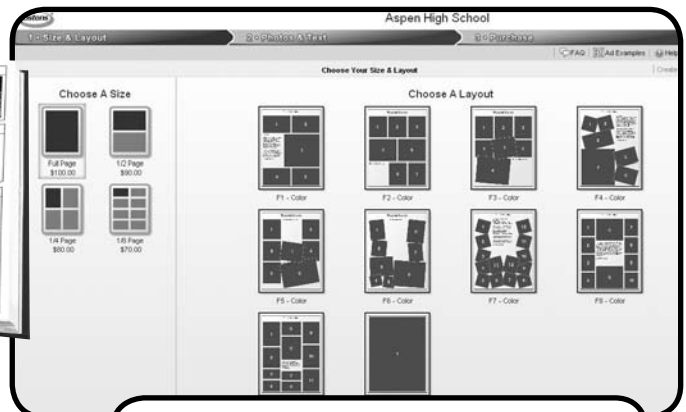 Aspen High School
1 - Size & Layout
2 - Photos & Text
3 - Purchase
FAQ
Ad Examples
Help
Choose Your Size & Layout
Create
Choose A Size
Full Page
$100.00
1/2 Page
$90.00
1/4 Page
$80.00
1/8 Page
$70.00
Choose A Layout
F1 - Color
F2 - Color
F3 - Color
F4 - Color
F5 - Color
F6 - Color
F7 - Color
F8 - Color